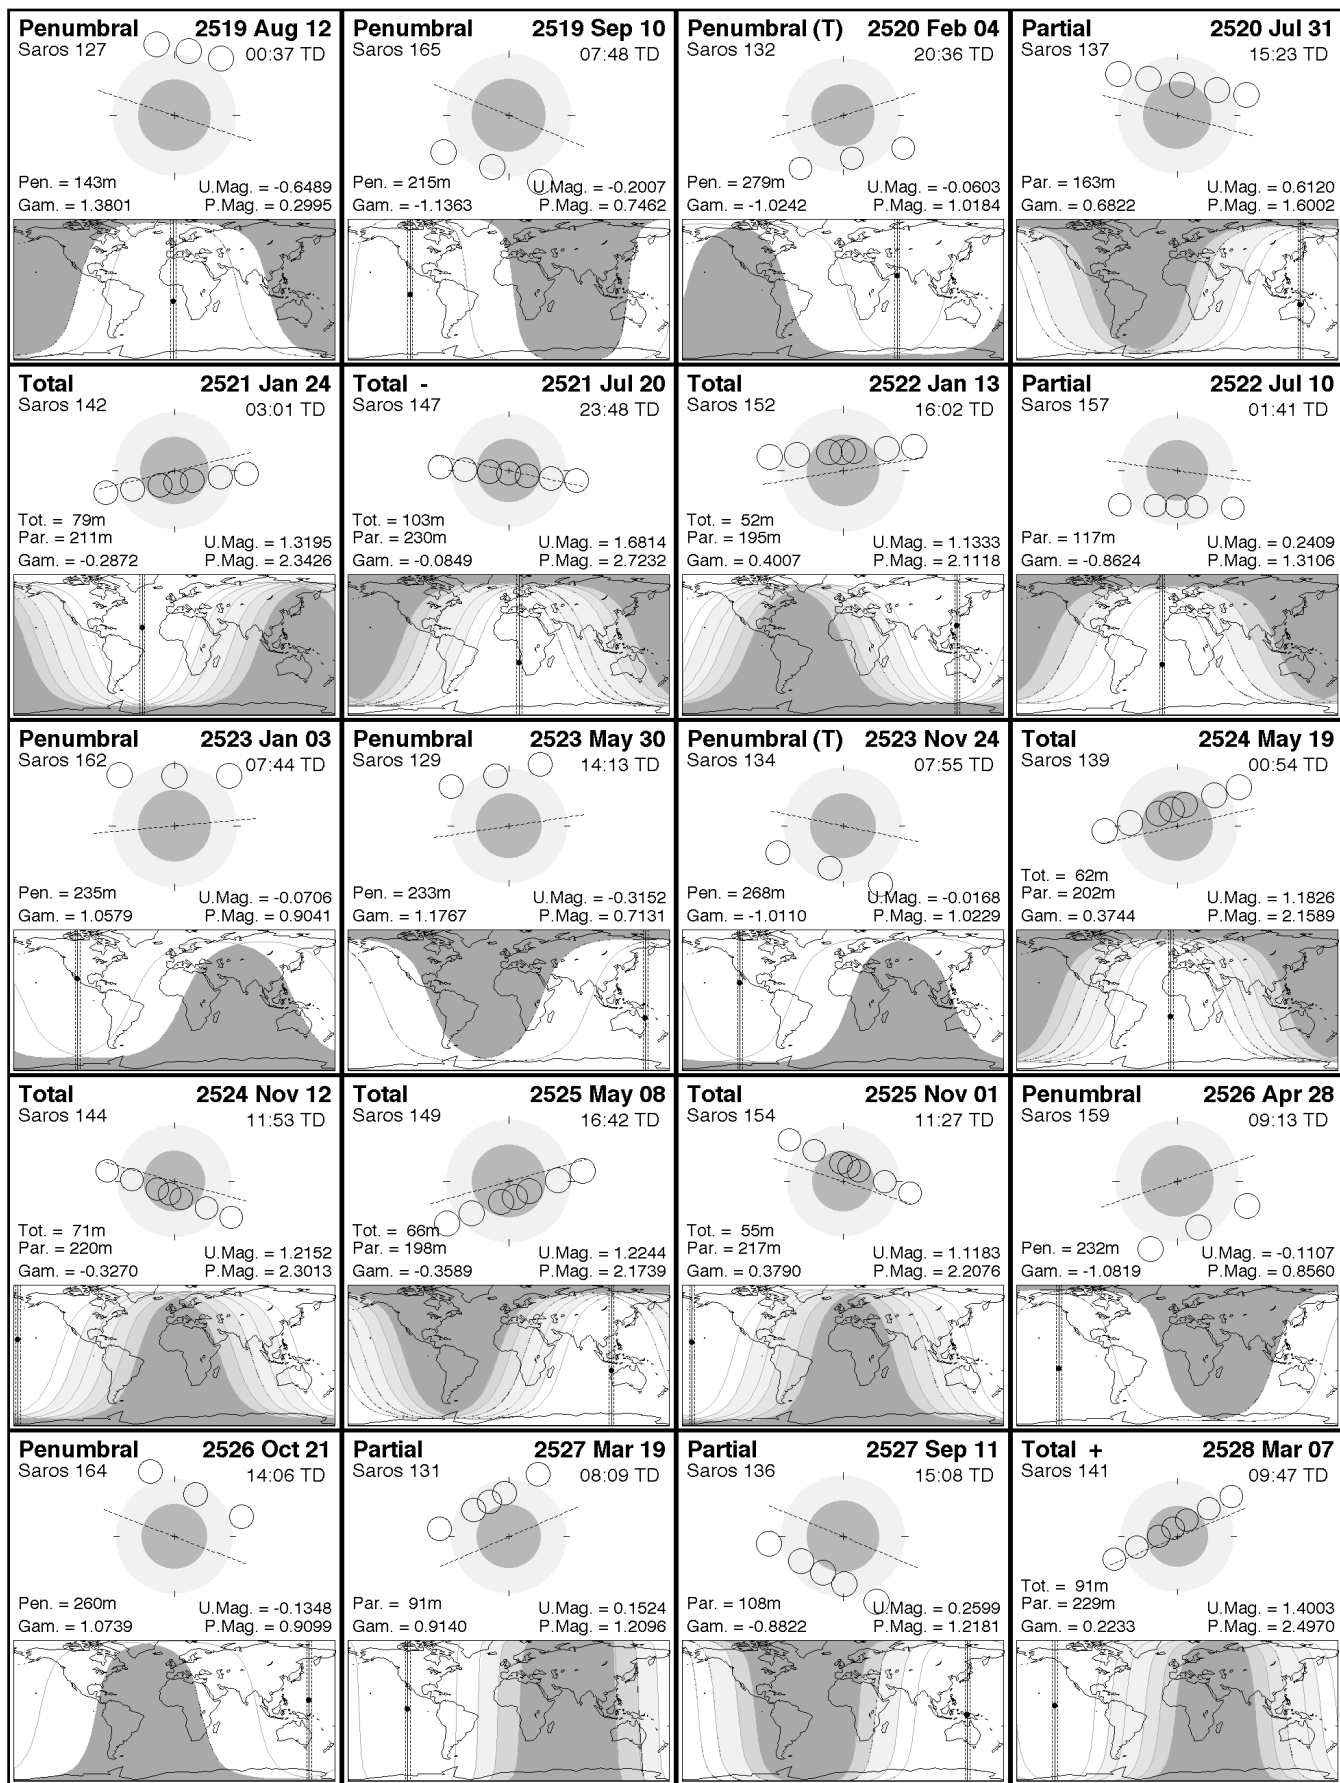 Penumbral 2519 Aug 12
Saros 127 00:37 TD
Pen. = 143m U.Mag. = -0.6489
Gam. = 1.3801 P.Mag. = 0.2995
Penumbral 2519 Sep 10
Saros 165 07:48 TD
Pen. = 215m U.Mag. = -0.2007
Gam. = -1.1363 P.Mag. = 0.7462
Penumbral (T) 2520 Feb 04
Saros 132 20:36 TD
Pen. = 279m U.Mag. = -0.0603
Gam. = -1.0242 P.Mag. = 1.0184
Partial 2520 Jul 31
Saros 137 15:23 TD
Par. = 163m U.Mag. = 0.6120
Gam. = 0.6822 P.Mag. = 1.6002
Total 2521 Jan 24
Saros 142 03:01 TD
Tot. = 79m
Par. = 211m U.Mag. = 1.3195
Gam. = -0.2872 P.Mag. = 2.3426
Total - 2521 Jul 20
Saros 147 23:48 TD
Tot. = 103m
Par. = 230m U.Mag. = 1.6814
Gam. = -0.0849 P.Mag. = 2.7232
Total 2522 Jan 13
Saros 152 16:02 TD
Tot. = 52m
Par. = 195m U.Mag. = 1.1333
Gam. = 0.4007 P.Mag. = 2.1118
Partial 2522 Jul 10
Saros 157 01:41 TD
Par. = 117m U.Mag. = 0.2409
Gam. = -0.8624 P.Mag. = 1.3106
Penumbral 2523 Jan 03
Saros 162 07:44 TD
Pen. = 235m U.Mag. = -0.0706
Gam. = 1.0579 P.Mag. = 0.9041
Penumbral 2523 May 30
Saros 129 14:13 TD
Pen. = 233m U.Mag. = -0.3152
Gam. = 1.1767 P.Mag. = 0.7131
Penumbral (T) 2523 Nov 24
Saros 134 07:55 TD
Pen. = 268m U.Mag. = -0.0168
Gam. = -1.0110 P.Mag. = 1.0229
Total 2524 May 19
Saros 139 00:54 TD
Tot. = 62m
Par. = 202m U.Mag. = 1.1826
Gam. = 0.3744 P.Mag. = 2.1589
Total 2524 Nov 12
Saros 144 11:53 TD
Tot. = 71m
Par. = 220m U.Mag. = 1.2152
Gam. = -0.3270 P.Mag. = 2.3013
Total 2525 May 08
Saros 149 16:42 TD
Tot. = 66m
Par. = 198m U.Mag. = 1.2244
Gam. = -0.3589 P.Mag. = 2.1739
Total 2525 Nov 01
Saros 154 11:27 TD
Tot. = 55m
Par. = 217m U.Mag. = 1.1183
Gam. = 0.3790 P.Mag. = 2.2076
Penumbral 2526 Apr 28
Saros 159 09:13 TD
Pen. = 232m U.Mag. = -0.1107
Gam. = -1.0819 P.Mag. = 0.8560
Penumbral 2526 Oct 21
Saros 164 14:06 TD
Pen. = 260m U.Mag. = -0.1348
Gam. = 1.0739 P.Mag. = 0.9099
Partial 2527 Mar 19
Saros 131 08:09 TD
Par. = 91m U.Mag. = 0.1524
Gam. = 0.9140 P.Mag. = 1.2096
Partial 2527 Sep 11
Saros 136 15:08 TD
Par. = 108m U.Mag. = 0.2599
Gam. = -0.8822 P.Mag. = 1.2181
Total + 2528 Mar 07
Saros 141 09:47 TD
Tot. = 91m
Par. = 229m U.Mag. = 1.4003
Gam. = 0.2233 P.Mag. = 2.4970